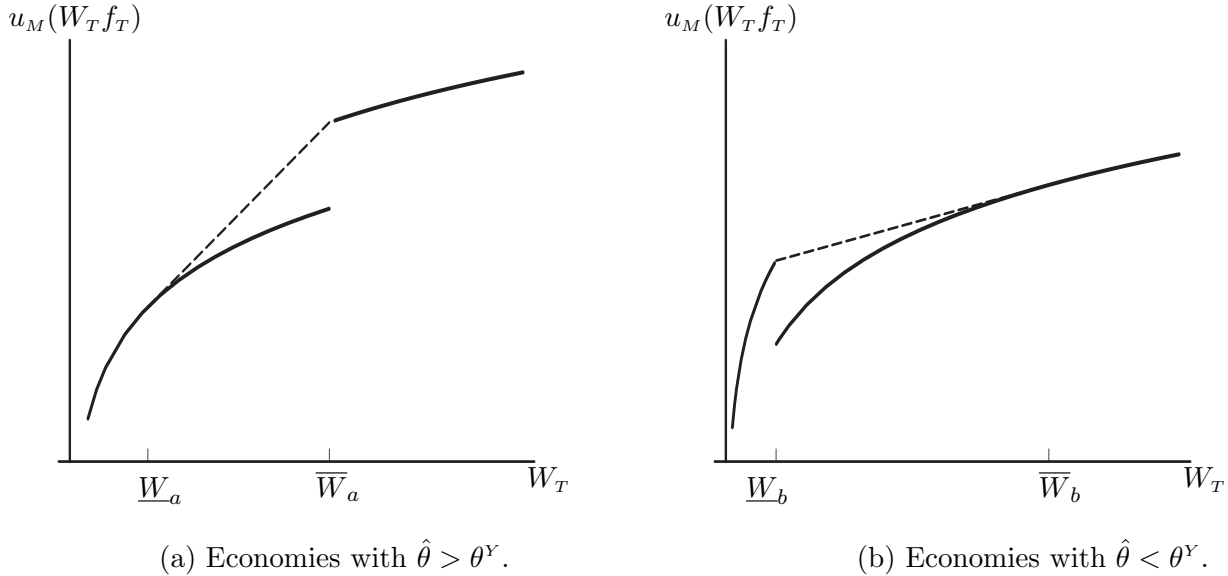 u_M(W_T f_T)
W̲_a
W̅_a
W_T
(a) Economies with θ̂ > θ^Y.
u_M(W_T f_T)
W̲_b
W̅_b
W_T
(b) Economies with θ̂ < θ^Y.